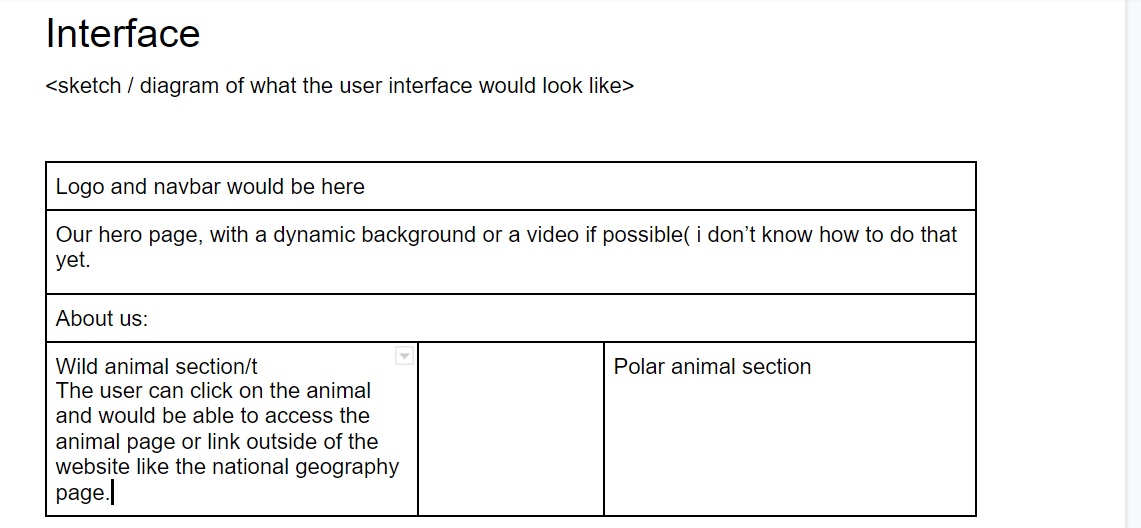 Interface
<sketch / diagram of what the user interface would look like>
Logo and navbar would be here
Our hero page, with a dynamic background or a video if possible( i don’t know how to do that
yet.
About us:
Wild animal section/t
The user can click on the animal
and would be able to access the
animal page or link outside of the
website like the national geography
page.
Polar animal section